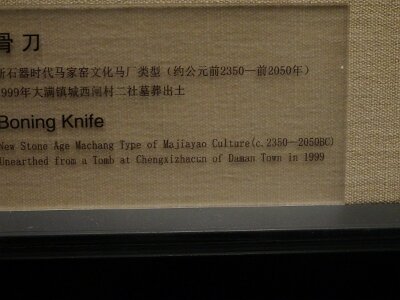 骨刀
新石器时代马家窑文化马厂类型（约公元前2350—前2050年）
1999年大满镇城西闸村二社墓葬出土
Boning Knife
New Stone Age Machang Type of Majiayao Culture(c.2350—2050BC)
Unearthed from a Tomb at Chengxizhacun of Daman Town in 1999